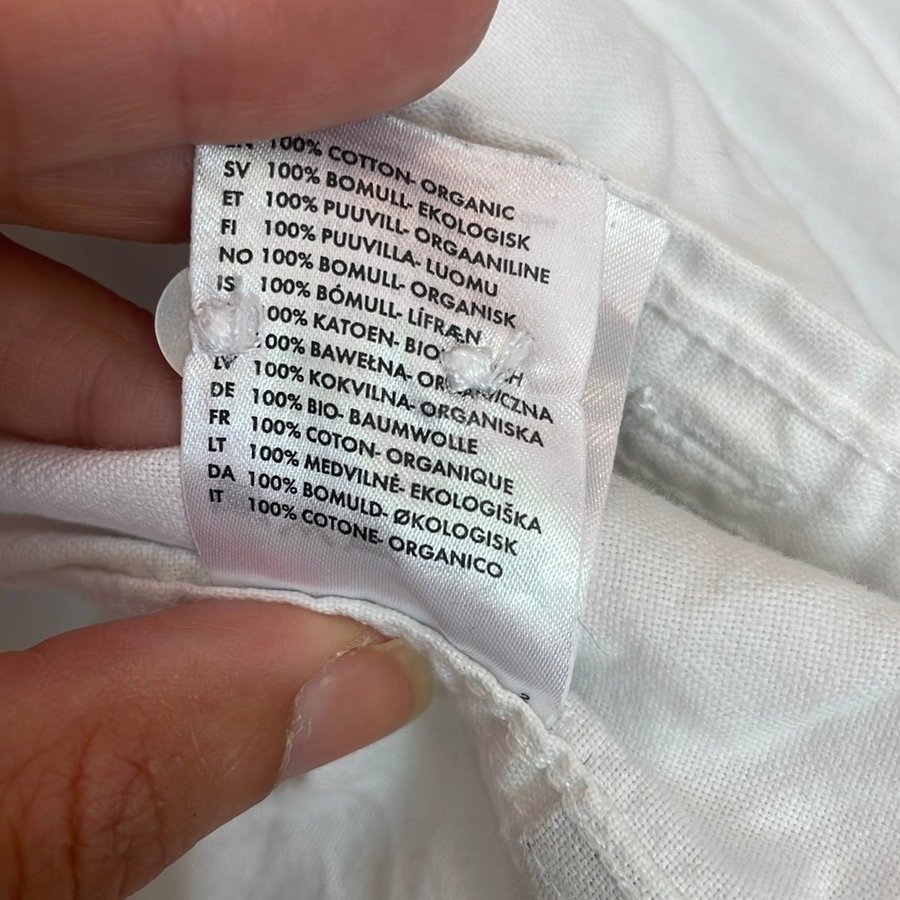 100% COTTON- ORGANIC
SV 100% BOMULL- EKOLOGISK
ET 100% PUUVILL- ORGAANILINE
FI 100% PUUVILLA- LUOMU
NO 100% BOMULL- ORGANISK
IS 100% BÓMULL- LÍFRÆN
00% KATOEN-
00% BAWEŁNA-
LV 100% KOKVILNA- ORGANISKA
DE 100% BIO- BAUMWOLLE
FR 100% COTON- ORGANIQUE
LT 100% MEDVILNĖ- EKOLOGIŠKA
DA 100% BOMULD- ØKOLOGISK
IT 100% COTONE- ORGANICO